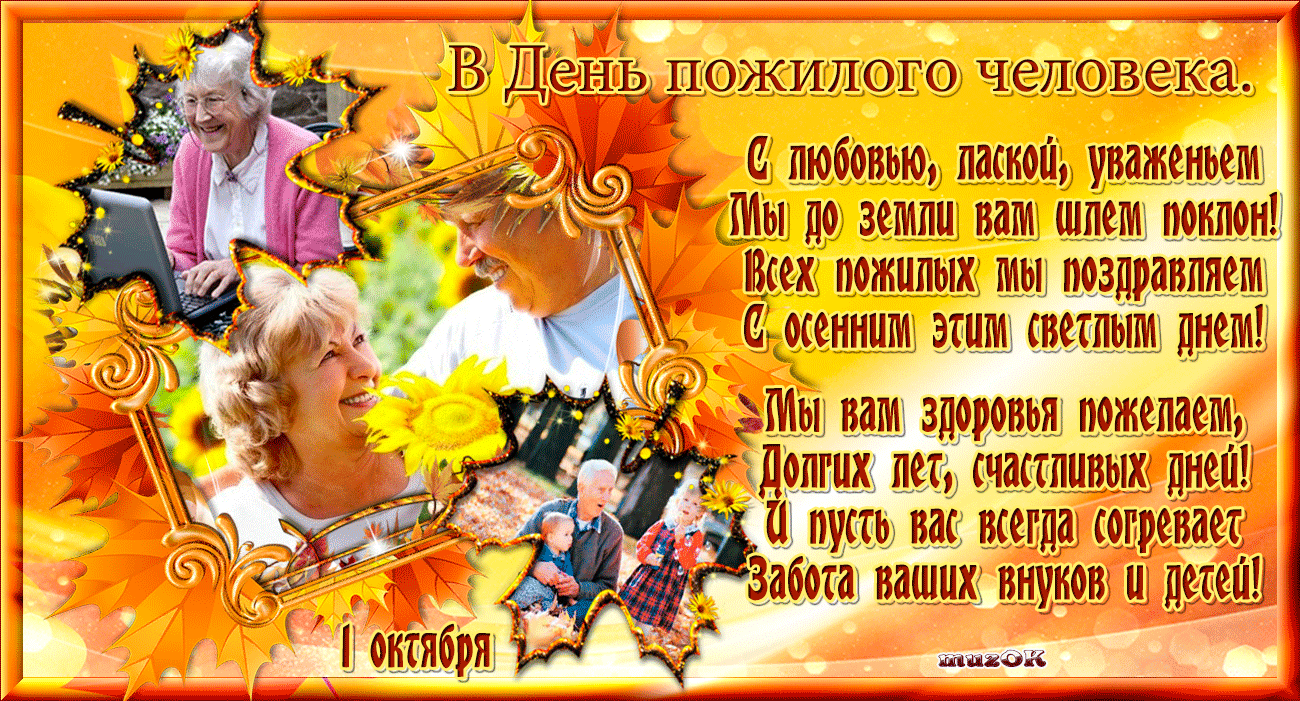 В День пожилого человека.
С любовью, лаской, уваженьем
Мы до земли вам шлем поклон!
Всех пожилых мы поздравляем
С осенним этим светлым днем!
Мы вам здоровья пожелаем,
Долгих лет, счастливых дней!
И пусть вас всегда согревает
Забота ваших внуков и детей!
1 октября
muzOK